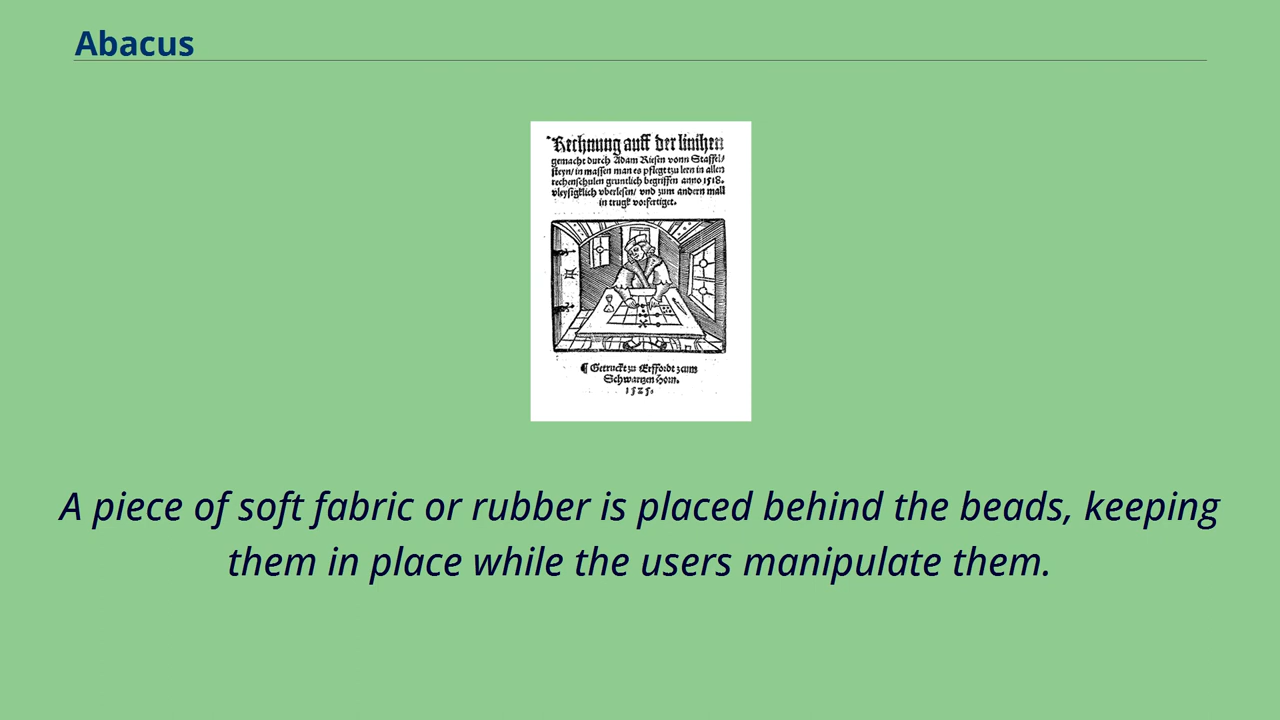 Abacus
Rechnung auff der linihen
gemacht durch Adam Riesen vonn Staffel/
steyn/ in massen man es pflegt tzu lern in allen
rechenschulen gruntlich begriffen anno 1518.
vleysigklich vberlesen/ vnd zum andern mall
in trugk vorfertiget.
¶ Getruckt zu Erffordt zcum
Schwartzen Horn.
1525.
A piece of soft fabric or rubber is placed behind the beads, keeping
them in place while the users manipulate them.